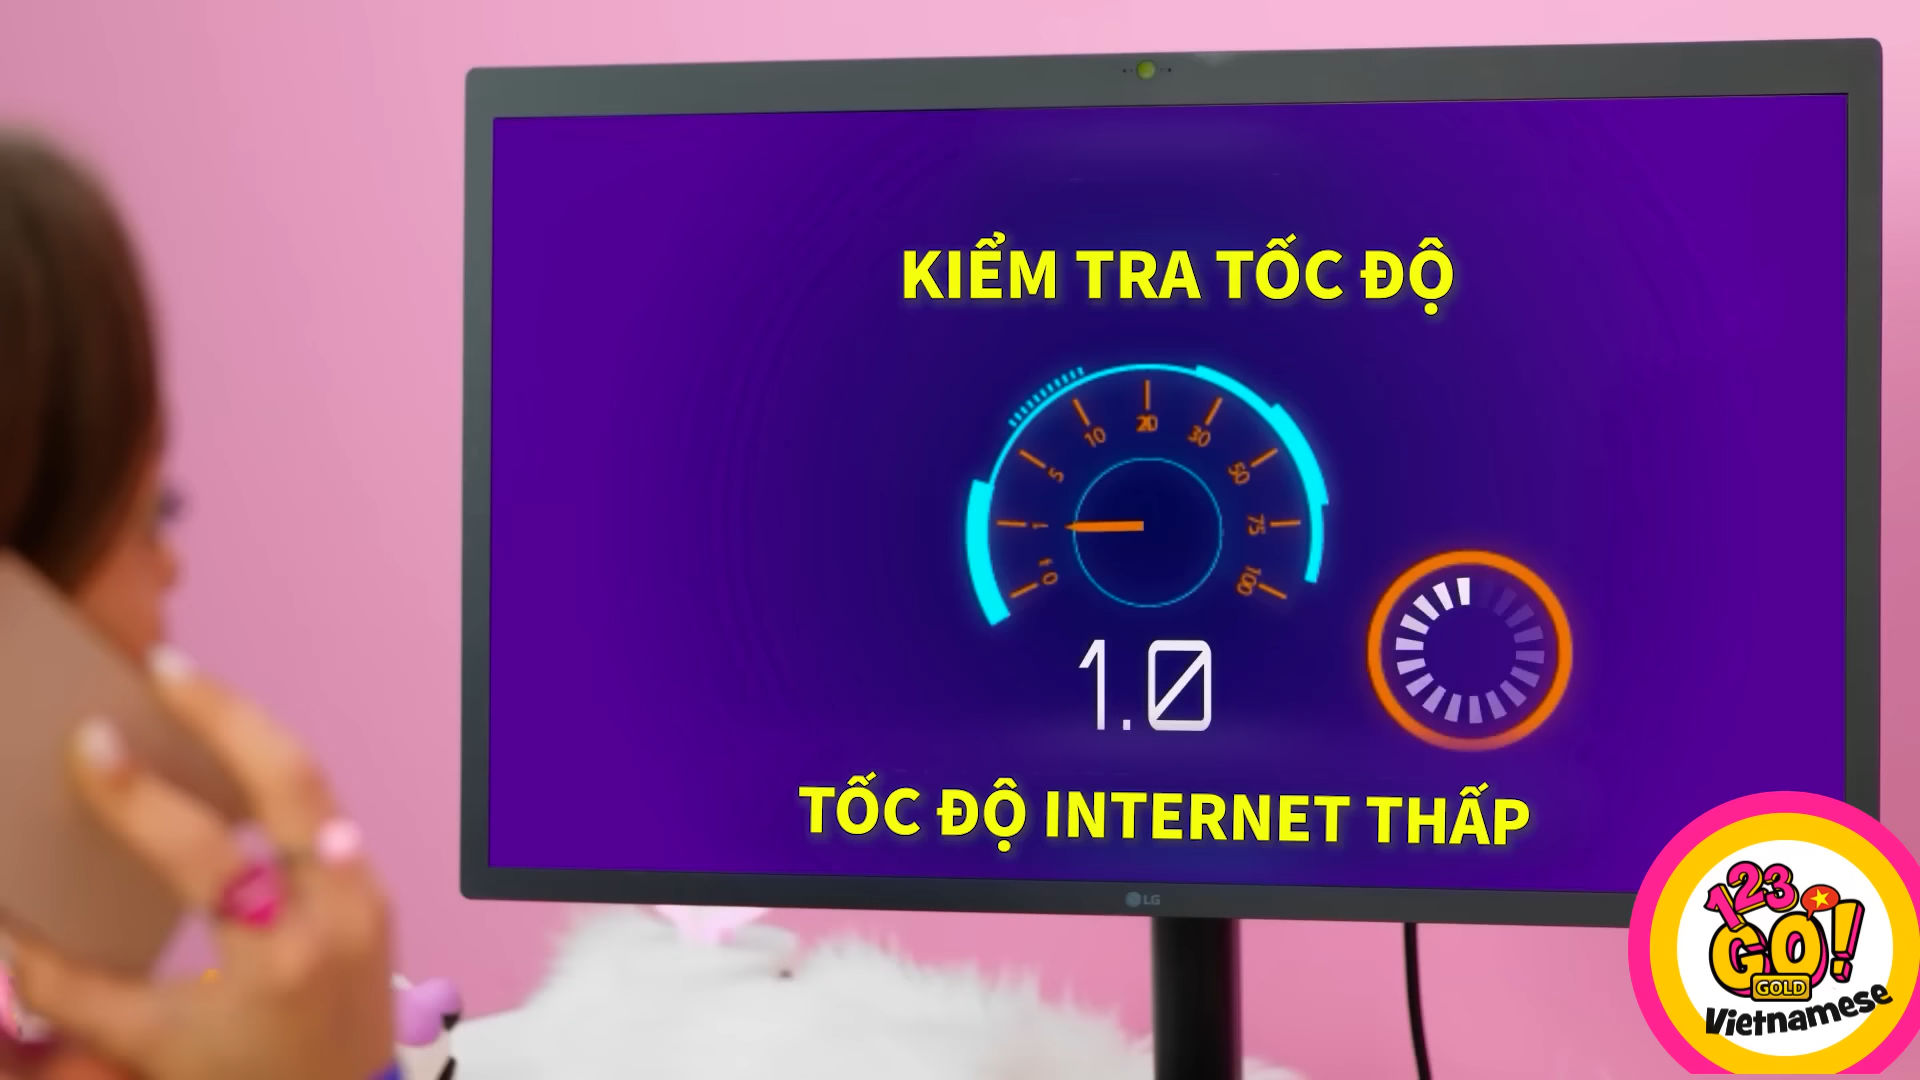 KIỂM TRA TỐC ĐỘ
0
1
5
10
20
30
50
75
100
1.0
TỐC ĐỘ INTERNET THẤP
LG
123
GO!
GOLD
Vietnamese